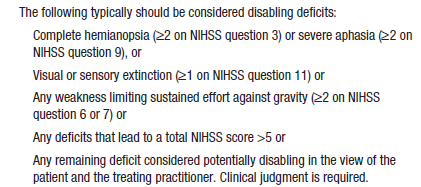 The following typically should be considered disabling deficits:
Complete hemianopsia (≥2 on NIHSS question 3) or severe aphasia (≥2 on
NIHSS question 9), or
Visual or sensory extinction (≥1 on NIHSS question 11) or
Any weakness limiting sustained effort against gravity (≥2 on NIHSS
question 6 or 7) or
Any deficits that lead to a total NIHSS score >5 or
Any remaining deficit considered potentially disabling in the view of the
patient and the treating practitioner. Clinical judgment is required.